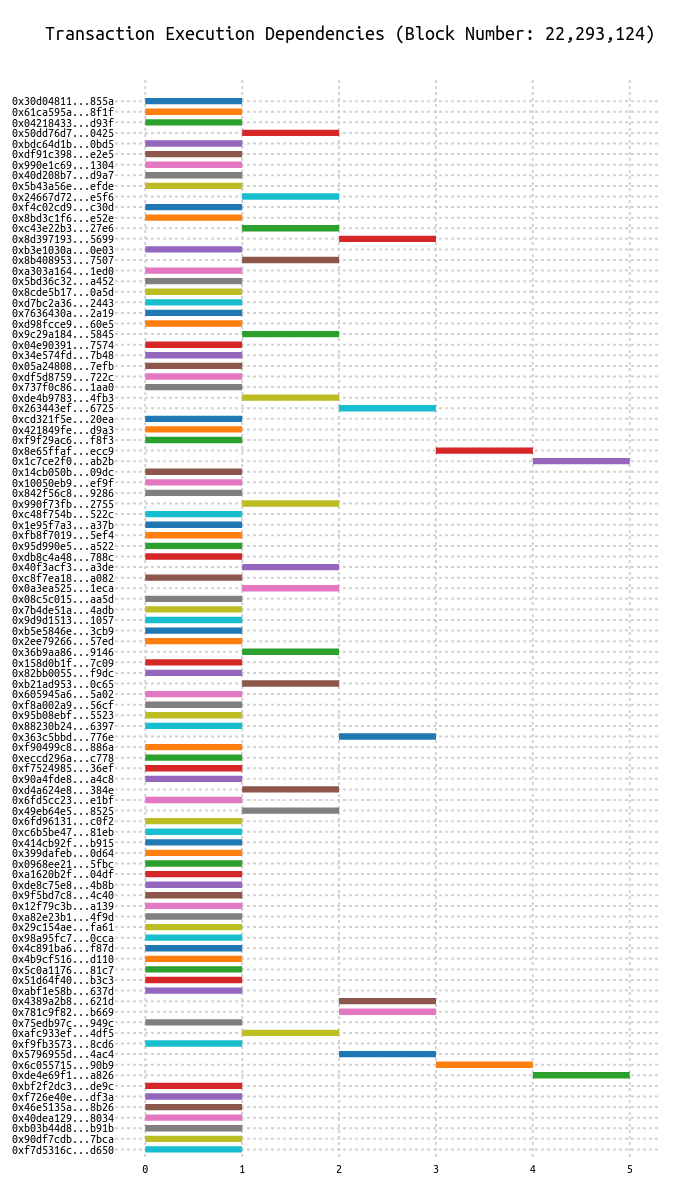 Transaction Execution Dependencies (Block Number: 22,293,124)
0x30d04811...855a
0x61ca595a...8f1f
0x04218433...d93f
0x50dd76d7...0425
0xbdc64d1b...0bd5
0xdf91c398...e2e5
0x990e1c69...1304
0x40d208b7...d9a7
0x5b43a56e...efde
0x24667d72...e5f6
0xf4c02cd9...c30d
0x8bd3c1f6...e52e
0xc43e22b3...27e6
0x8d397193...5699
0xb3e1030a...0e03
0x8b408953...7507
0xa303a164...1ed0
0x5bd36c32...a452
0x8cde5b17...0a5d
0xd7bc2a36...2443
0x7636430a...2a19
0xd98fcce9...60e5
0x9c29a184...5845
0x04e90391...7574
0x34e574fd...7b48
0x05a24808...7efb
0xdf5d8759...722c
0x737f0c86...1aa0
0xde4b9783...4fb3
0x263443ef...6725
0xcd321f5e...20ea
0x421849fe...d9a3
0xf9f29ac6...f8f3
0x8e65ffaf...ecc9
0x1c7ce2f0...ab2b
0x14cb050b...09dc
0x10050eb9...ef9f
0x842f56c8...9286
0x990f73fb...2755
0xc48f754b...522c
0x1e95f7a3...a37b
0xfb8f7019...5ef4
0x95d990e5...a522
0xdb8c4a48...788c
0x40f3acf3...a3de
0xc8f7ea18...a082
0x0a3ea525...1eca
0x08c5c015...aa5d
0x7b4de51a...4adb
0x9d9d1513...1057
0xb5e5846e...3cb9
0x2ee79266...57ed
0x36b9aa86...9146
0x158d0b1f...7c09
0x82bb0055...f9dc
0xb21ad953...0c65
0x605945a6...5a02
0xf8a002a9...56cf
0x95b08ebf...5523
0x88230b24...6397
0x363c5bbd...776e
0xf90499c8...886a
0xeccd296a...c778
0xf7524985...36ef
0x90a4fde8...a4c8
0xd4a624e8...384e
0x6fd5cc23...e1bf
0x49eb64e5...8525
0x6fd96131...c0f2
0xc6b5be47...81eb
0x414cb92f...b915
0x399dafeb...0d64
0x0968ee21...5fbc
0xa1620b2f...04df
0xde8c75e8...4b8b
0x9f5bd7c8...4c40
0x12f79c3b...a139
0xa82e23b1...4f9d
0x29c154ae...fa61
0x98a95fc7...0cca
0x4c891ba6...f87d
0x4b9cf516...d110
0x5c0a1176...81c7
0x51d64f40...b3c3
0xabf1e58b...637d
0x4389a2b8...621d
0x781c9f82...b669
0x75edb97c...949c
0xafc933ef...4df5
0xf9fb3573...8cd6
0x5796955d...4ac4
0x6c055715...90b9
0xde4e69f1...a826
0xbf2f2dc3...de9c
0xf726e40e...df3a
0x46e5135a...8b26
0x40dea129...8034
0xb03b44d8...b91b
0x90df7cdb...7bca
0xf7d5316c...d650
0 1 2 3 4 5